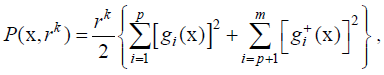 P(x, r^k) = \frac{r^k}{2} \left\{ \sum_{i=1}^{p} [g_i(x)]^2 + \sum_{i=p+1}^{m} [g_i^+(x)]^2 \right\},